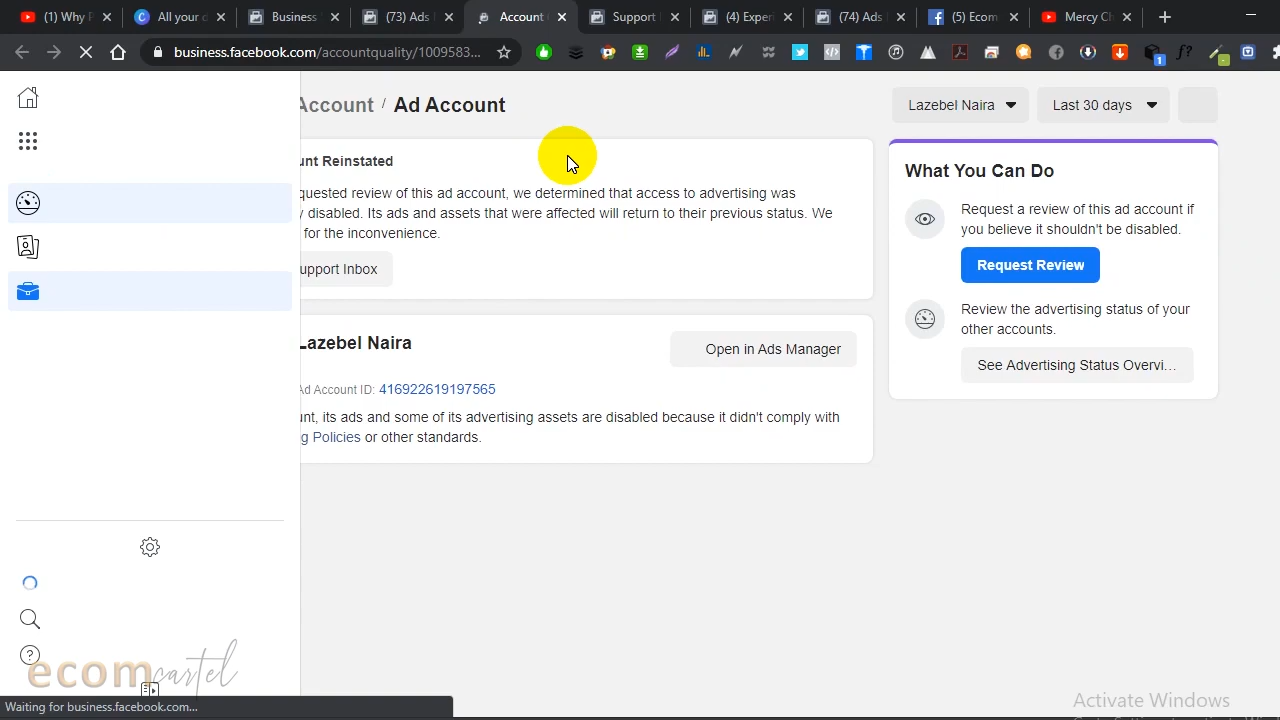 (1) Why P
All your d
Business
(73) Ads
Account
Support
(4) Experi
(74) Ads
(5) Ecom
Mercy Ch
business.facebook.com/accountquality/1009583...
Account / Ad Account
Lazebel Naira
Last 30 days
unt Reinstated
quested review of this ad account, we determined that access to advertising was
y disabled. Its ads and assets that were affected will return to their previous status. We
for the inconvenience.
upport Inbox
What You Can Do
Request a review of this ad account if
you believe it shouldn't be disabled.
Request Review
Review the advertising status of your
other accounts.
See Advertising Status Overvi...
Lazebel Naira
Open in Ads Manager
Ad Account ID: 416922619197565
unt, its ads and some of its advertising assets are disabled because it didn't comply with
g Policies or other standards.
ecomcartel
Waiting for business.facebook.com...
Activate Windows